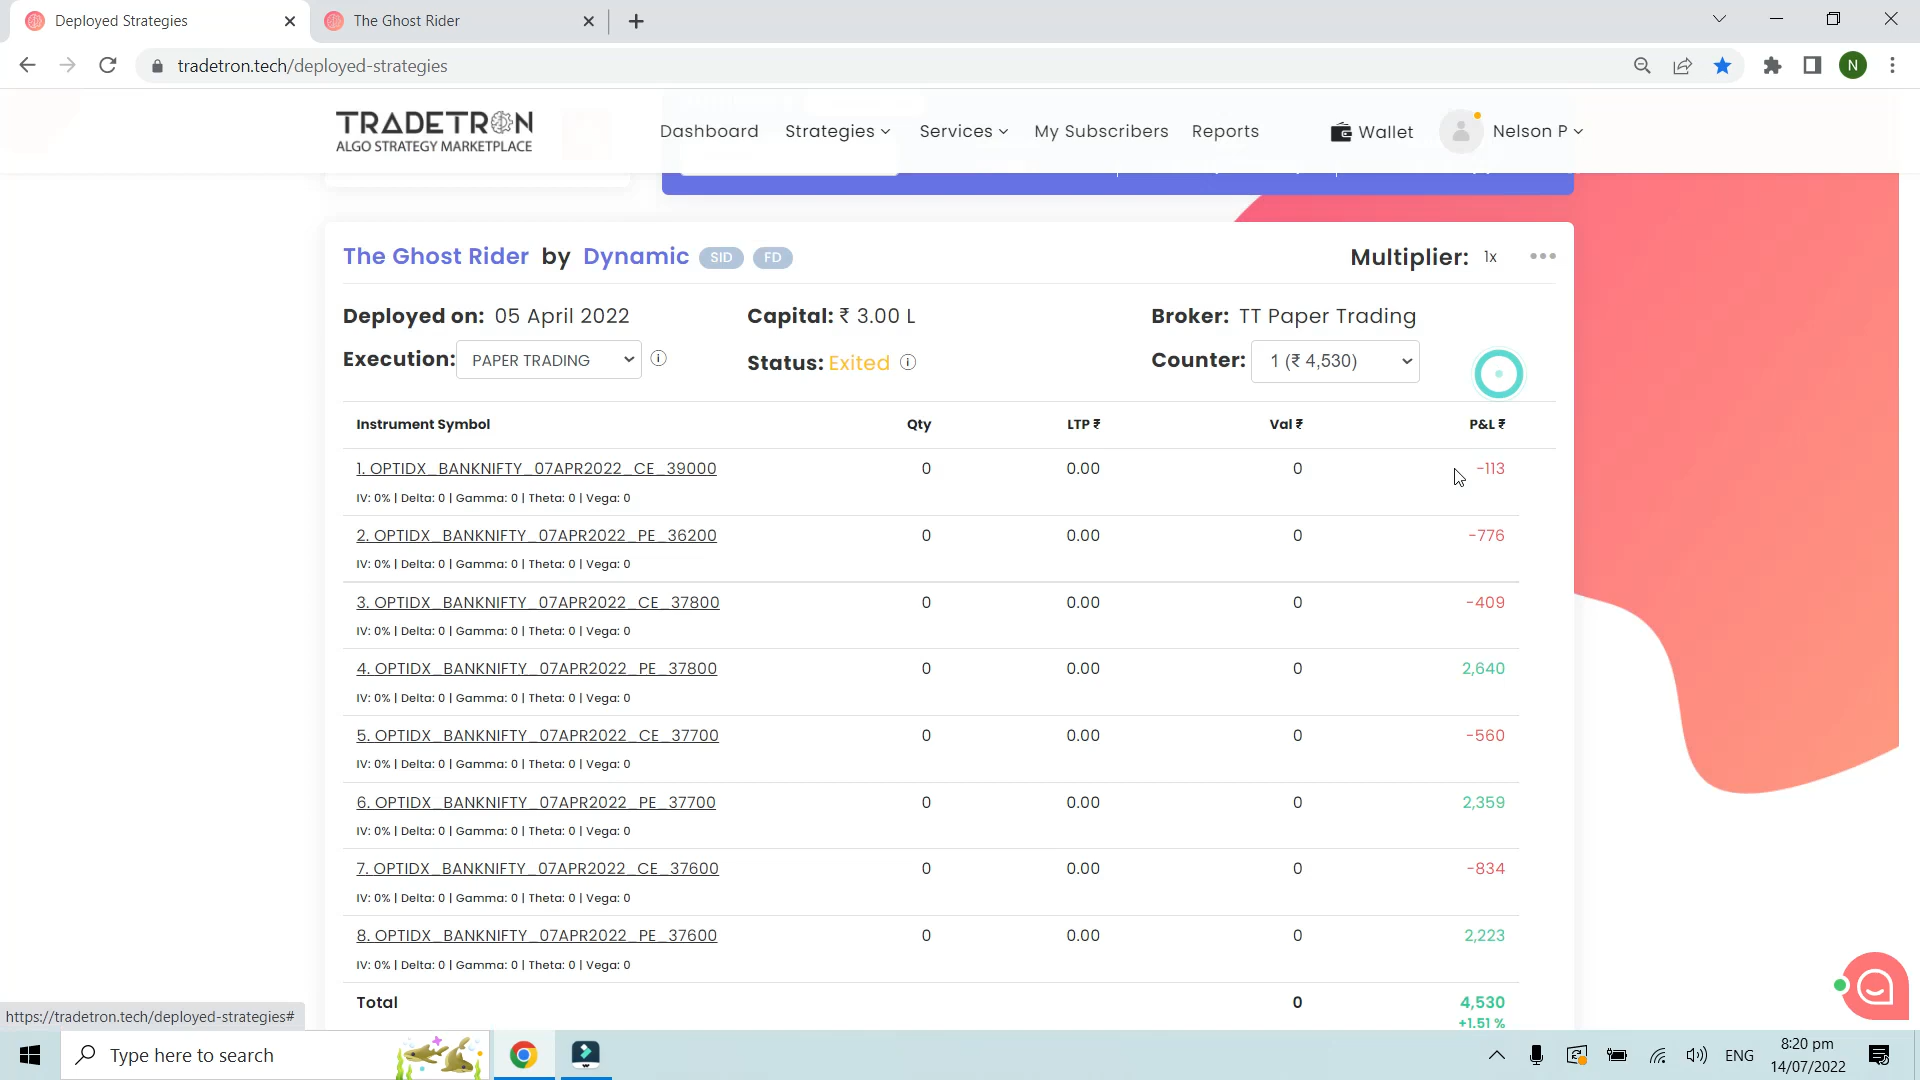 Deployed Strategies
The Ghost Rider
tradetron.tech/deployed-strategies
N
TRADETRON
ALGO STRATEGY MARKETPLACE
Dashboard
Strategies
Services
My Subscribers
Reports
Wallet
Nelson P
The Ghost Rider by Dynamic SID FD
Multiplier: 1x
Deployed on: 05 April 2022
Capital: ₹ 3.00 L
Broker: TT Paper Trading
Execution: PAPER TRADING
Status: Exited
Counter: 1 (₹ 4,530)
Instrument Symbol Qty LTP ₹ Val ₹ P&L ₹
1. OPTIDX_BANKNIFTY_07APR2022_CE_39000 0 0.00 0 -113
IV: 0% | Delta: 0 | Gamma: 0 | Theta: 0 | Vega: 0
2. OPTIDX_BANKNIFTY_07APR2022_PE_36200 0 0.00 0 -776
IV: 0% | Delta: 0 | Gamma: 0 | Theta: 0 | Vega: 0
3. OPTIDX_BANKNIFTY_07APR2022_CE_37800 0 0.00 0 -409
IV: 0% | Delta: 0 | Gamma: 0 | Theta: 0 | Vega: 0
4. OPTIDX_BANKNIFTY_07APR2022_PE_37800 0 0.00 0 2,640
IV: 0% | Delta: 0 | Gamma: 0 | Theta: 0 | Vega: 0
5. OPTIDX_BANKNIFTY_07APR2022_CE_37700 0 0.00 0 -560
IV: 0% | Delta: 0 | Gamma: 0 | Theta: 0 | Vega: 0
6. OPTIDX_BANKNIFTY_07APR2022_PE_37700 0 0.00 0 2,359
IV: 0% | Delta: 0 | Gamma: 0 | Theta: 0 | Vega: 0
7. OPTIDX_BANKNIFTY_07APR2022_CE_37600 0 0.00 0 -834
IV: 0% | Delta: 0 | Gamma: 0 | Theta: 0 | Vega: 0
8. OPTIDX_BANKNIFTY_07APR2022_PE_37600 0 0.00 0 2,223
IV: 0% | Delta: 0 | Gamma: 0 | Theta: 0 | Vega: 0
Total 0 4,530
+1.51 %
https://tradetron.tech/deployed-strategies#
Type here to search
ENG
8:20 pm
14/07/2022